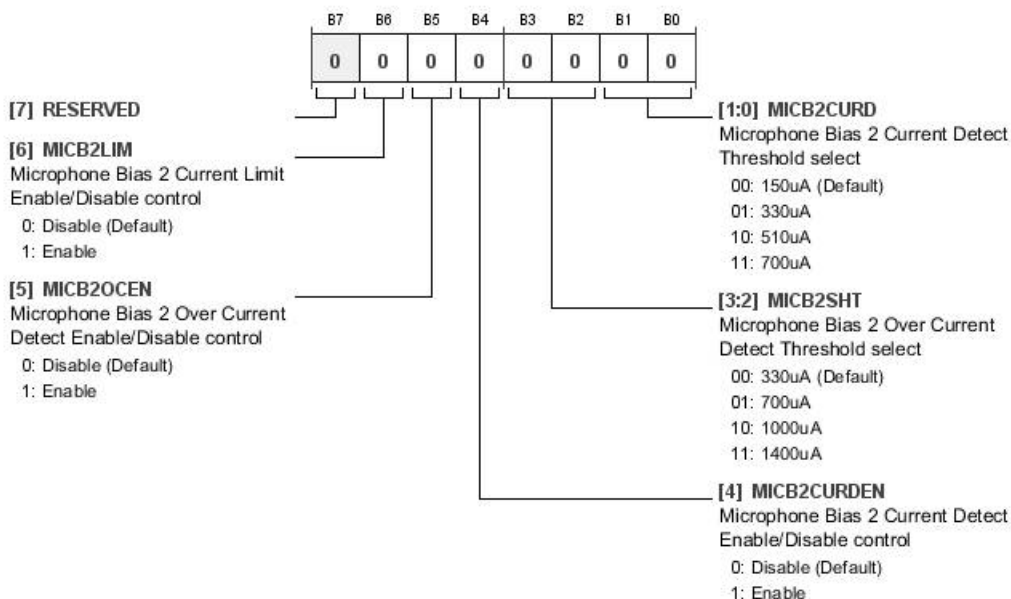 B7 B6 B5 B4 B3 B2 B1 B0
0 0 0 0 0 0 0 0
[7] RESERVED
[6] MICB2LIM
Microphone Bias 2 Current Limit
Enable/Disable control
0: Disable (Default)
1: Enable
[5] MICB2OCEN
Microphone Bias 2 Over Current
Detect Enable/Disable control
0: Disable (Default)
1: Enable
[1:0] MICB2CURD
Microphone Bias 2 Current Detect
Threshold select
00: 150uA (Default)
01: 330uA
10: 510uA
11: 700uA
[3:2] MICB2SHT
Microphone Bias 2 Over Current
Detect Threshold select
00: 330uA (Default)
01: 700uA
10: 1000uA
11: 1400uA
[4] MICB2CURDEN
Microphone Bias 2 Current Detect
Enable/Disable control
0: Disable (Default)
1: Enable